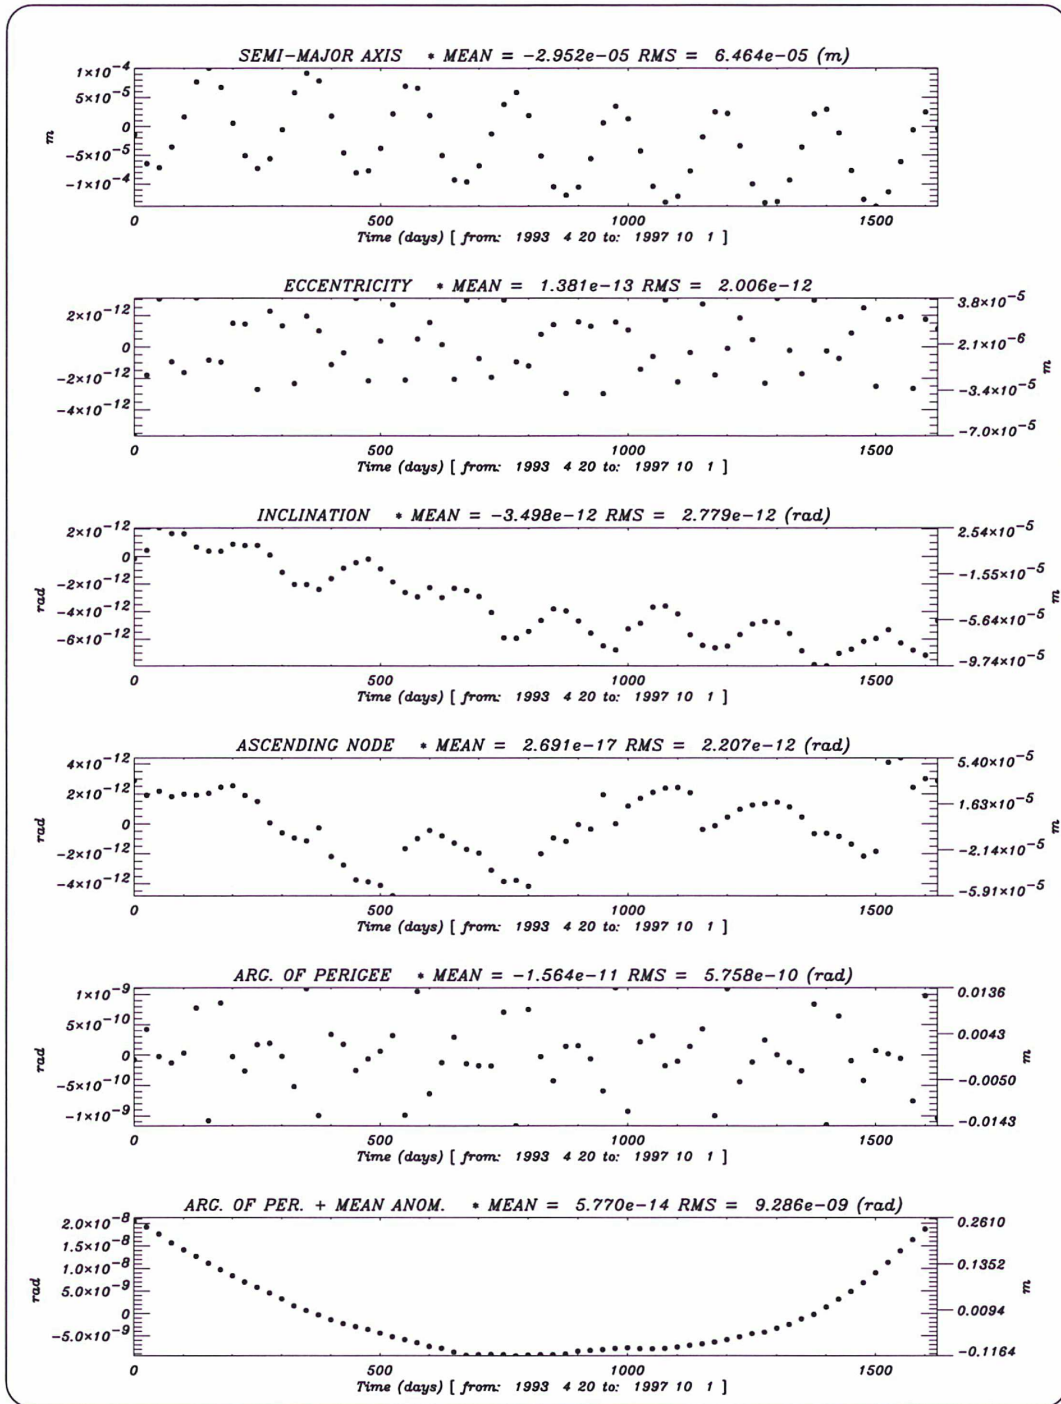 SEMI-MAJOR AXIS * MEAN = -2.952e-05 RMS = 6.464e-05 (m)
1×10⁻⁴
5×10⁻⁵
0
-5×10⁻⁵
-1×10⁻⁴
m
0 500 1000 1500
Time (days) [ from: 1993 4 20 to: 1997 10 1 ]
ECCENTRICITY * MEAN = 1.381e-13 RMS = 2.006e-12
2×10⁻¹²
0
-2×10⁻¹²
-4×10⁻¹²
3.8×10⁻⁵
2.1×10⁻⁶
-3.4×10⁻⁵
-7.0×10⁻⁵
m
0 500 1000 1500
Time (days) [ from: 1993 4 20 to: 1997 10 1 ]
INCLINATION * MEAN = -3.498e-12 RMS = 2.779e-12 (rad)
2×10⁻¹²
0
-2×10⁻¹²
-4×10⁻¹²
-6×10⁻¹²
rad
2.54×10⁻⁵
-1.55×10⁻⁵
-5.64×10⁻⁵
-9.74×10⁻⁵
m
0 500 1000 1500
Time (days) [ from: 1993 4 20 to: 1997 10 1 ]
ASCENDING NODE * MEAN = 2.691e-17 RMS = 2.207e-12 (rad)
4×10⁻¹²
2×10⁻¹²
0
-2×10⁻¹²
-4×10⁻¹²
rad
5.40×10⁻⁵
1.63×10⁻⁵
-2.14×10⁻⁵
-5.91×10⁻⁵
m
0 500 1000 1500
Time (days) [ from: 1993 4 20 to: 1997 10 1 ]
ARG. OF PERIGEE * MEAN = -1.564e-11 RMS = 5.758e-10 (rad)
1×10⁻⁹
5×10⁻¹⁰
0
-5×10⁻¹⁰
-1×10⁻⁹
rad
0.0136
0.0043
-0.0050
-0.0143
m
0 500 1000 1500
Time (days) [ from: 1993 4 20 to: 1997 10 1 ]
ARG. OF PER. + MEAN ANOM. * MEAN = 5.770e-14 RMS = 9.286e-09 (rad)
2.0×10⁻⁸
1.5×10⁻⁸
1.0×10⁻⁸
5.0×10⁻⁹
0
-5.0×10⁻⁹
rad
0.2610
0.1352
0.0094
-0.1164
m
0 500 1000 1500
Time (days) [ from: 1993 4 20 to: 1997 10 1 ]